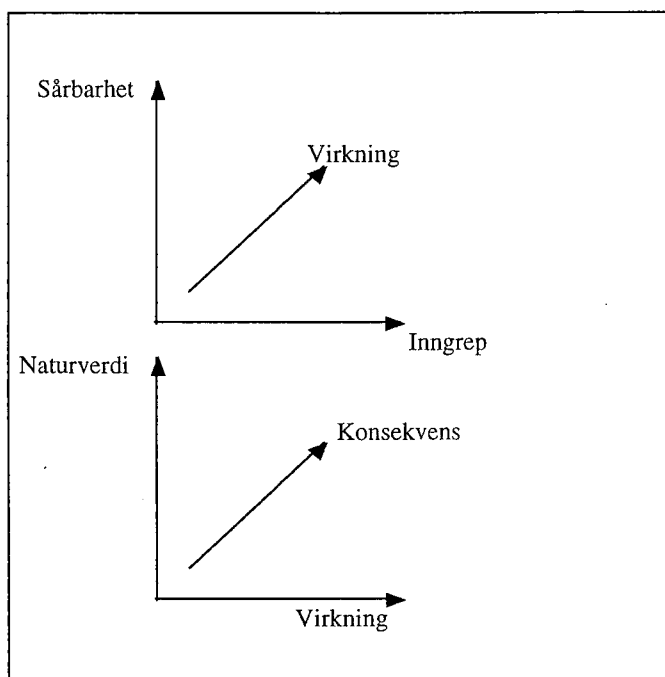 Sårbarhet
Virkning
Inngrep
Naturverdi
Konsekvens
Virkning